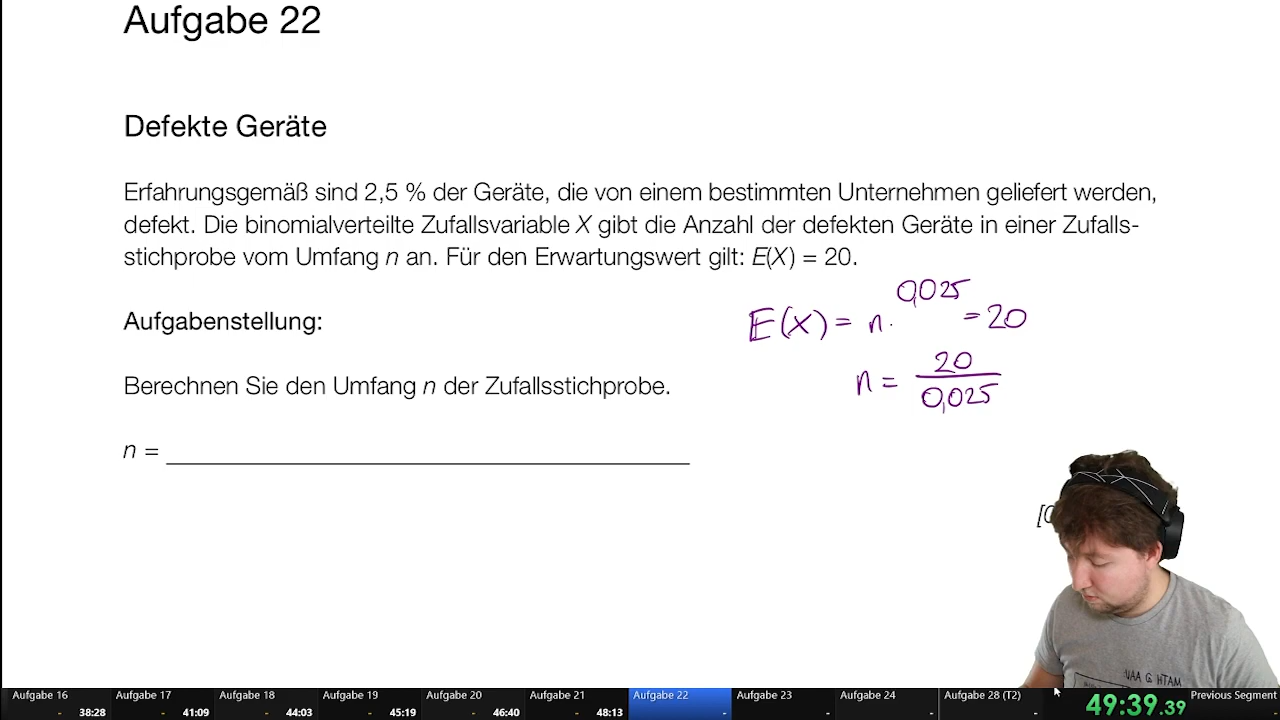 Aufgabe 22
Defekte Geräte
Erfahrungsgemäß sind 2,5 % der Geräte, die von einem bestimmten Unternehmen geliefert werden,
defekt. Die binomialverteilte Zufallsvariable X gibt die Anzahl der defekten Geräte in einer Zufalls-
stichprobe vom Umfang n an. Für den Erwartungswert gilt: E(X) = 20.
Aufgabenstellung:
E(X) = n · 0,025 = 20
Berechnen Sie den Umfang n der Zufallsstichprobe.
n = 20
0,025
n =
[0
Aufgabe 16 Aufgabe 17 Aufgabe 18 Aufgabe 19 Aufgabe 20 Aufgabe 21 Aufgabe 22 Aufgabe 23 Aufgabe 24 Aufgabe 28 (T2) 49:39.39 Previous Segment
- 38:28 - 41:09 - 44:03 - 45:19 - 46:40 - 48:13 - - - - -